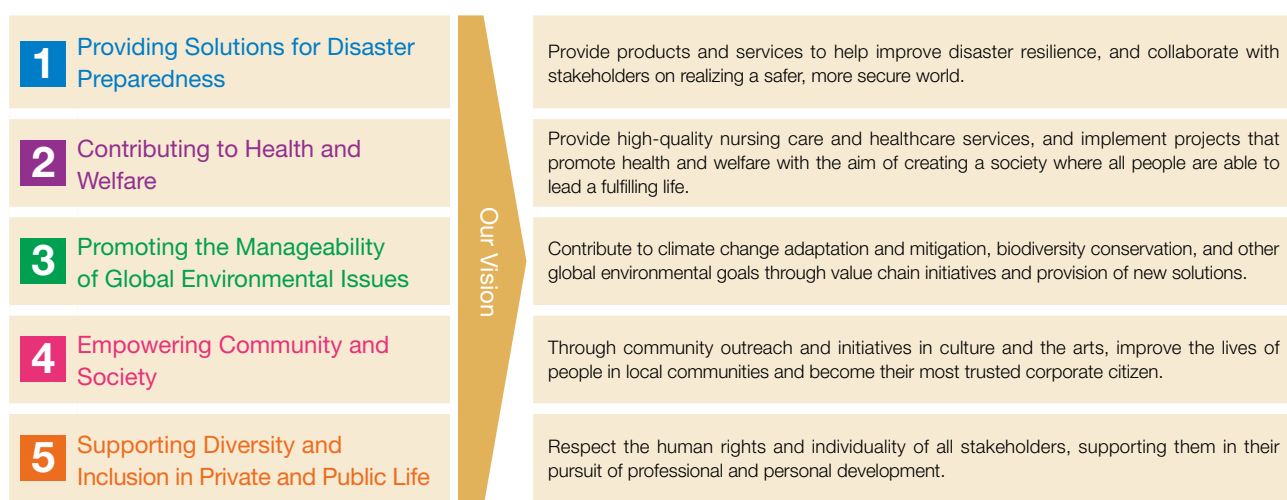 1
Providing Solutions for Disaster
Preparedness
Provide products and services to help improve disaster resilience, and collaborate with
stakeholders on realizing a safer, more secure world.
2
Contributing to Health and
Welfare
Provide high-quality nursing care and healthcare services, and implement projects that
promote health and welfare with the aim of creating a society where all people are able to
lead a fulfilling life.
Our Vision
3
Promoting the Manageability
of Global Environmental Issues
Contribute to climate change adaptation and mitigation, biodiversity conservation, and other
global environmental goals through value chain initiatives and provision of new solutions.
4
Empowering Community and
Society
Through community outreach and initiatives in culture and the arts, improve the lives of
people in local communities and become their most trusted corporate citizen.
5
Supporting Diversity and
Inclusion in Private and Public Life
Respect the human rights and individuality of all stakeholders, supporting them in their
pursuit of professional and personal development.